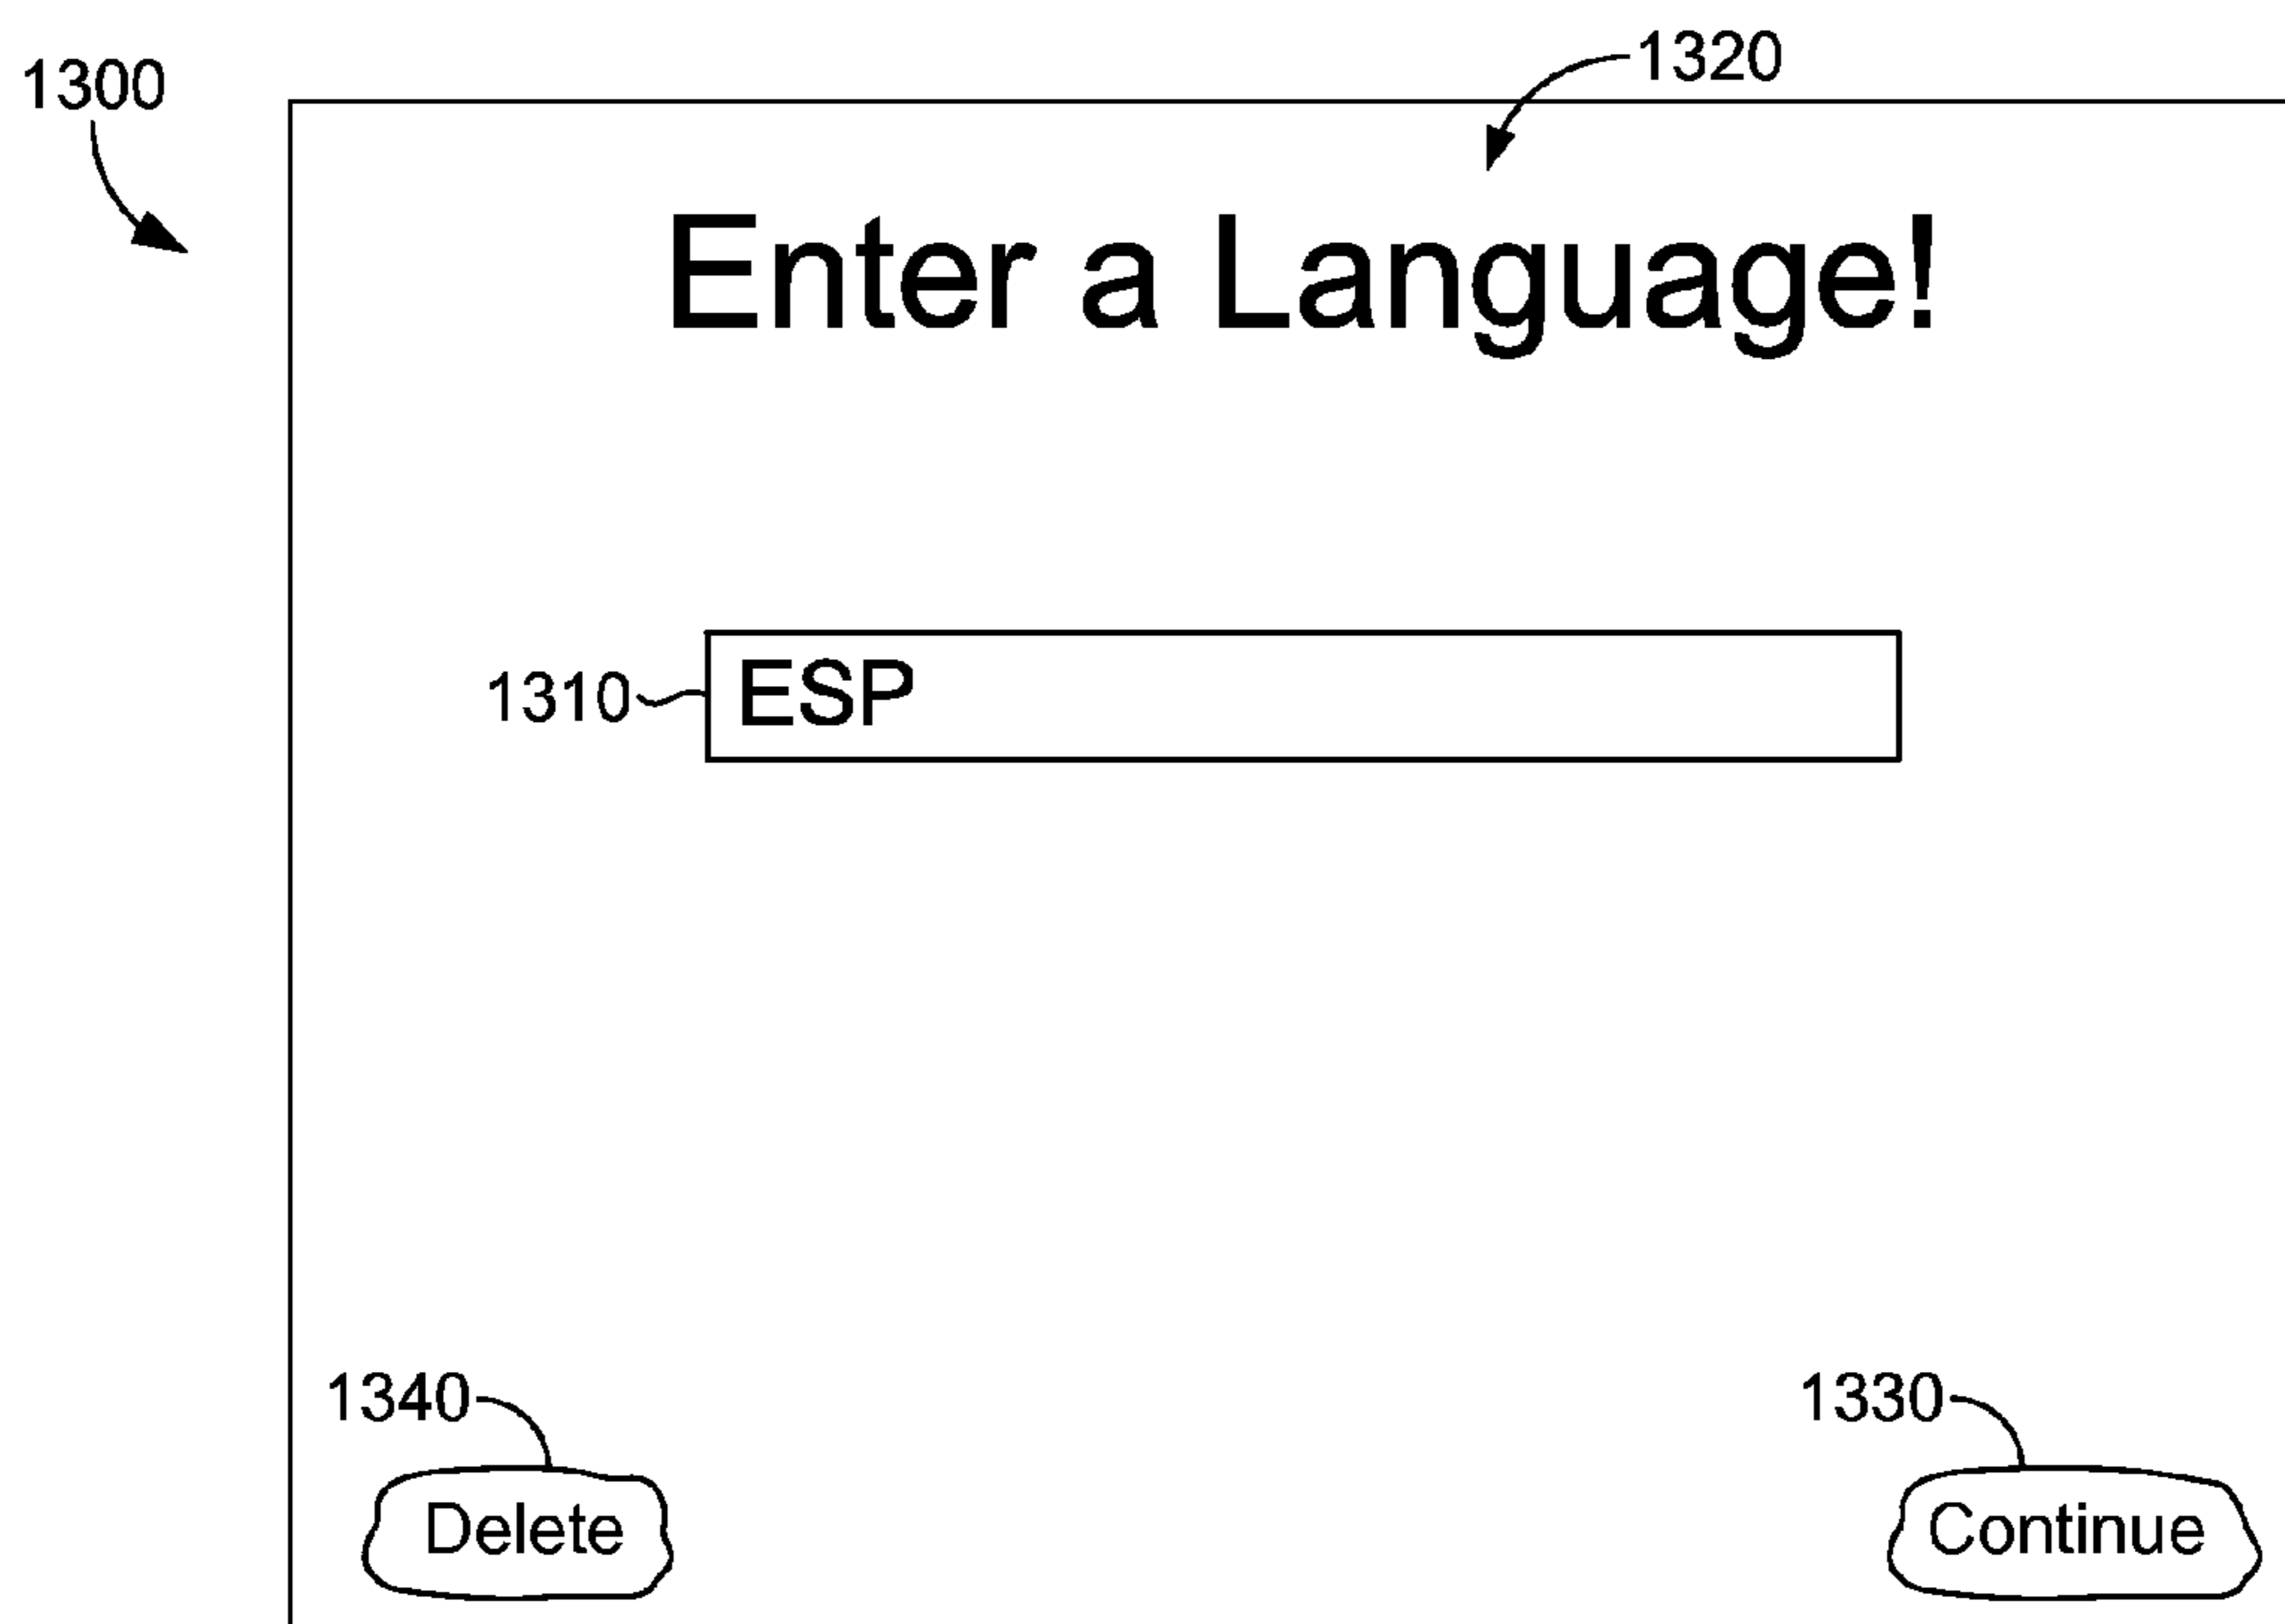 1300
1320
Enter a Language!
1310 ESP
1340 1330
Delete Continue